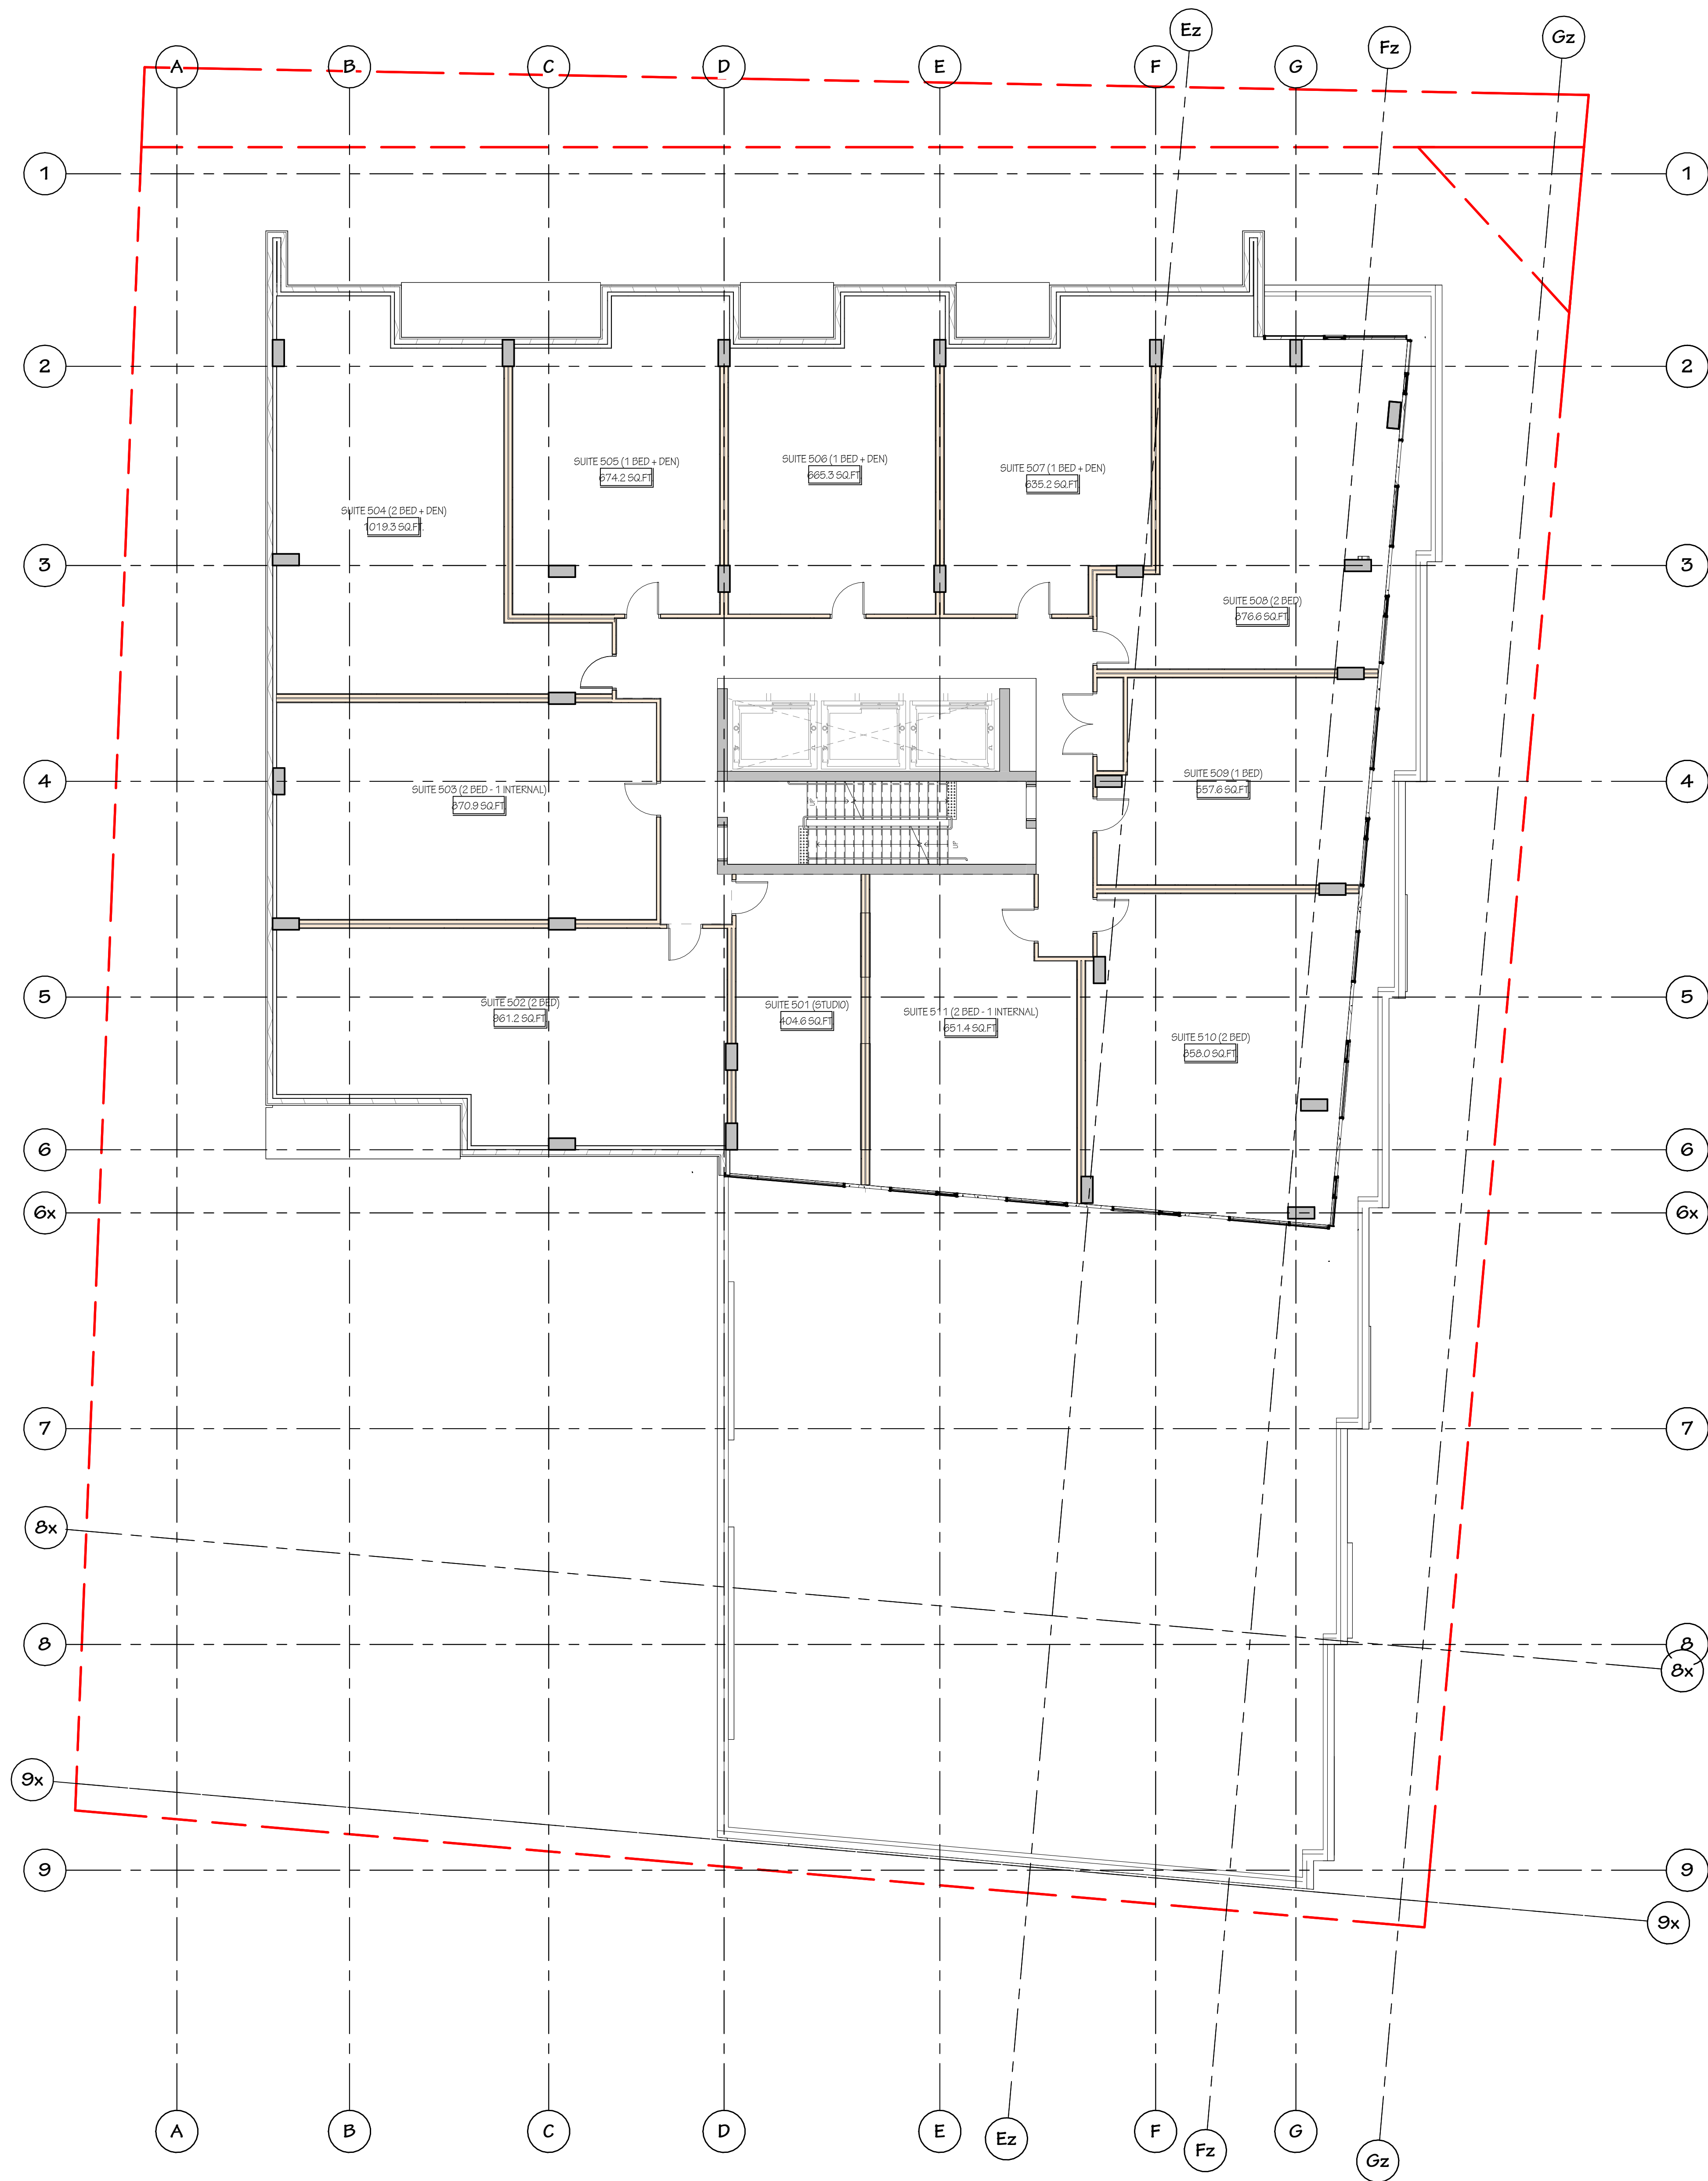 Ez
Fz
Gz
A
B
C
D
E
F
G
1
1
2
2
SUITE 505 (1 BED + DEN)
674.2 SQ.FT.
SUITE 506 (1 BED + DEN)
665.3 SQ.FT.
SUITE 507 (1 BED + DEN)
635.2 SQ.FT.
SUITE 504 (2 BED + DEN)
1019.3 SQ.FT.
3
3
SUITE 508 (2 BED)
876.6 SQ.FT.
4
4
SUITE 503 (2 BED - 1 INTERNAL)
870.9 SQ.FT.
SUITE 509 (1 BED)
557.6 SQ.FT.
UP
UP
5
5
SUITE 502 (2 BED)
961.2 SQ.FT.
SUITE 501 (STUDIO)
404.6 SQ.FT.
SUITE 511 (2 BED - 1 INTERNAL)
651.4 SQ.FT.
SUITE 510 (2 BED)
858.0 SQ.FT.
6
6
6x
6x
7
7
8x
8
8
8x
9x
9
9
9x
A
B
C
D
E
Ez
F
Fz
G
Gz